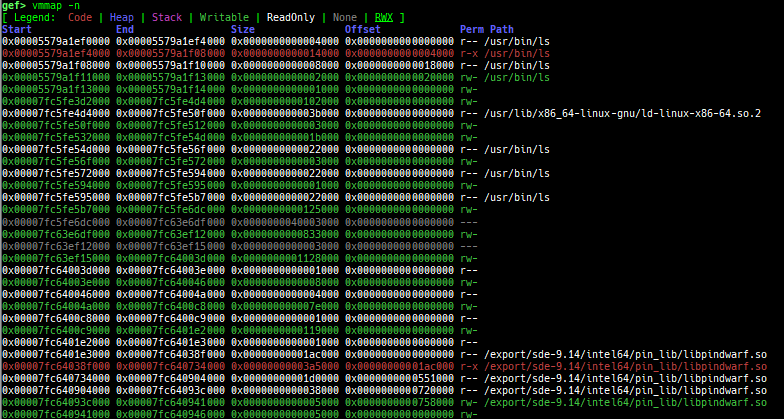 gef> vmmap -n
[ Legend:  Code | Heap | Stack | Writable | ReadOnly | None | RWX ]
Start              End                Size               Offset             Perm Path
0x00005579a1ef0000 0x00005579a1ef4000 0x0000000000004000 0x0000000000000000 r-- /usr/bin/ls
0x00005579a1ef4000 0x00005579a1f08000 0x0000000000014000 0x0000000000004000 r-x /usr/bin/ls
0x00005579a1f08000 0x00005579a1f10000 0x0000000000008000 0x0000000000018000 r-- /usr/bin/ls
0x00005579a1f11000 0x00005579a1f13000 0x0000000000002000 0x0000000000020000 rw- /usr/bin/ls
0x00005579a1f13000 0x00005579a1f14000 0x0000000000001000 0x0000000000000000 rw-
0x00007fc5fe3d2000 0x00007fc5fe4d4000 0x0000000000102000 0x0000000000000000 rw-
0x00007fc5fe4d4000 0x00007fc5fe50f000 0x000000000003b000 0x0000000000000000 r-- /usr/lib/x86_64-linux-gnu/ld-linux-x86-64.so.2
0x00007fc5fe50f000 0x00007fc5fe512000 0x0000000000003000 0x0000000000000000 rw-
0x00007fc5fe532000 0x00007fc5fe54d000 0x000000000001b000 0x0000000000000000 rw-
0x00007fc5fe54d000 0x00007fc5fe56f000 0x0000000000022000 0x0000000000000000 r-- /usr/bin/ls
0x00007fc5fe56f000 0x00007fc5fe572000 0x0000000000003000 0x0000000000000000 rw-
0x00007fc5fe572000 0x00007fc5fe594000 0x0000000000022000 0x0000000000000000 r-- /usr/bin/ls
0x00007fc5fe594000 0x00007fc5fe595000 0x0000000000001000 0x0000000000000000 rw-
0x00007fc5fe595000 0x00007fc5fe5b7000 0x0000000000022000 0x0000000000000000 r-- /usr/bin/ls
0x00007fc5fe5b7000 0x00007fc5fe6dc000 0x0000000000125000 0x0000000000000000 rw-
0x00007fc5fe6dc000 0x00007fc63e6df000 0x0000000040003000 0x0000000000000000 ---
0x00007fc63e6df000 0x00007fc63ef12000 0x0000000000833000 0x0000000000000000 rw-
0x00007fc63ef12000 0x00007fc63ef15000 0x0000000000003000 0x0000000000000000 ---
0x00007fc63ef15000 0x00007fc64003d000 0x0000000001128000 0x0000000000000000 rw-
0x00007fc64003d000 0x00007fc64003e000 0x0000000000001000 0x0000000000000000 r--
0x00007fc64003e000 0x00007fc640046000 0x0000000000008000 0x0000000000000000 rw-
0x00007fc640046000 0x00007fc64004a000 0x0000000000004000 0x0000000000000000 r--
0x00007fc64004a000 0x00007fc6400c8000 0x000000000007e000 0x0000000000000000 rw-
0x00007fc6400c8000 0x00007fc6400c9000 0x0000000000001000 0x0000000000000000 r--
0x00007fc6400c9000 0x00007fc6401e2000 0x0000000000119000 0x0000000000000000 rw-
0x00007fc6401e2000 0x00007fc6401e3000 0x0000000000001000 0x0000000000000000 r--
0x00007fc6401e3000 0x00007fc64038f000 0x00000000001ac000 0x0000000000000000 r-- /export/sde-9.14/intel64/pin_lib/libpindwarf.so
0x00007fc64038f000 0x00007fc640734000 0x00000000003a5000 0x00000000001ac000 r-x /export/sde-9.14/intel64/pin_lib/libpindwarf.so
0x00007fc640734000 0x00007fc640904000 0x00000000001d0000 0x0000000000551000 r-- /export/sde-9.14/intel64/pin_lib/libpindwarf.so
0x00007fc640904000 0x00007fc64093c000 0x0000000000038000 0x0000000000720000 r-- /export/sde-9.14/intel64/pin_lib/libpindwarf.so
0x00007fc64093c000 0x00007fc640941000 0x0000000000005000 0x0000000000758000 rw- /export/sde-9.14/intel64/pin_lib/libpindwarf.so
0x00007fc640941000 0x00007fc640946000 0x0000000000005000 0x0000000000000000 rw-